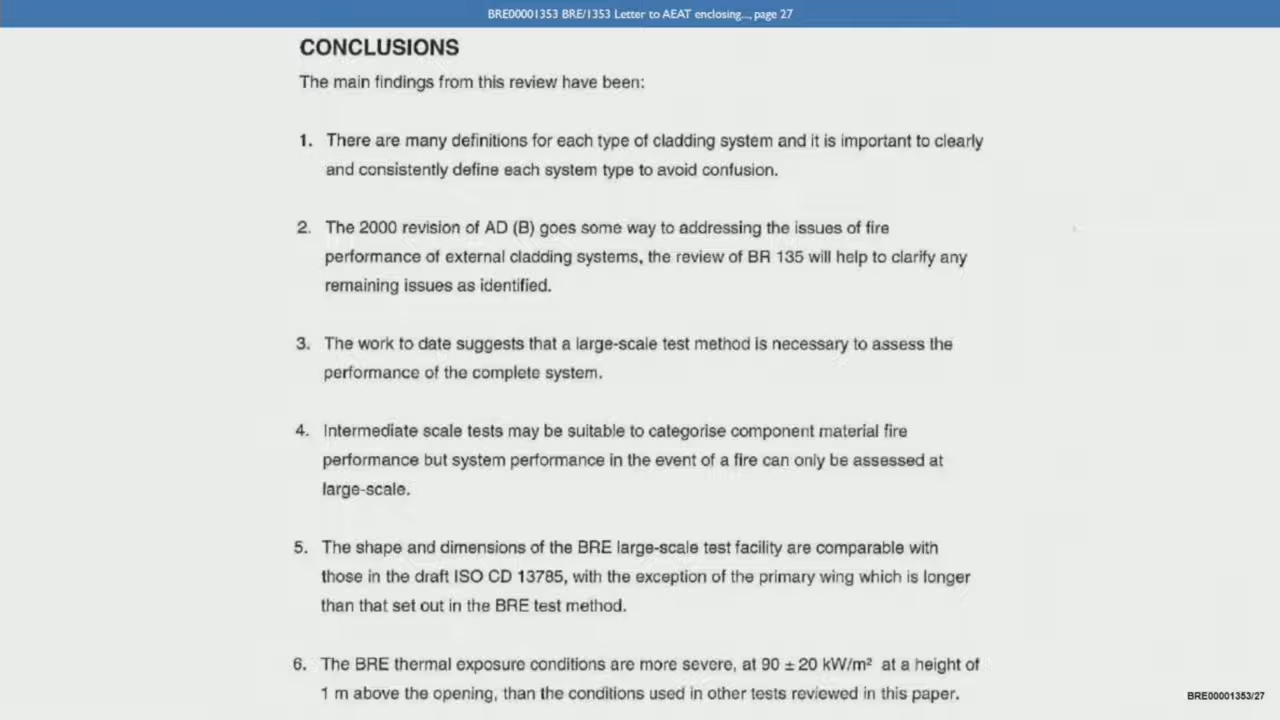 BRE00001353 BRE/1353 Letter to AEAT enclosing..., page 27
CONCLUSIONS
The main findings from this review have been:
1. There are many definitions for each type of cladding system and it is important to clearly
and consistently define each system type to avoid confusion.
2. The 2000 revision of AD (B) goes some way to addressing the issues of fire
performance of external cladding systems, the review of BR 135 will help to clarify any
remaining issues as identified.
3. The work to date suggests that a large-scale test method is necessary to assess the
performance of the complete system.
4. Intermediate scale tests may be suitable to categorise component material fire
performance but system performance in the event of a fire can only be assessed at
large-scale.
5. The shape and dimensions of the BRE large-scale test facility are comparable with
those in the draft ISO CD 13785, with the exception of the primary wing which is longer
than that set out in the BRE test method.
6. The BRE thermal exposure conditions are more severe, at 90 ± 20 kW/m² at a height of
1 m above the opening, than the conditions used in other tests reviewed in this paper.
BRE00001353/27